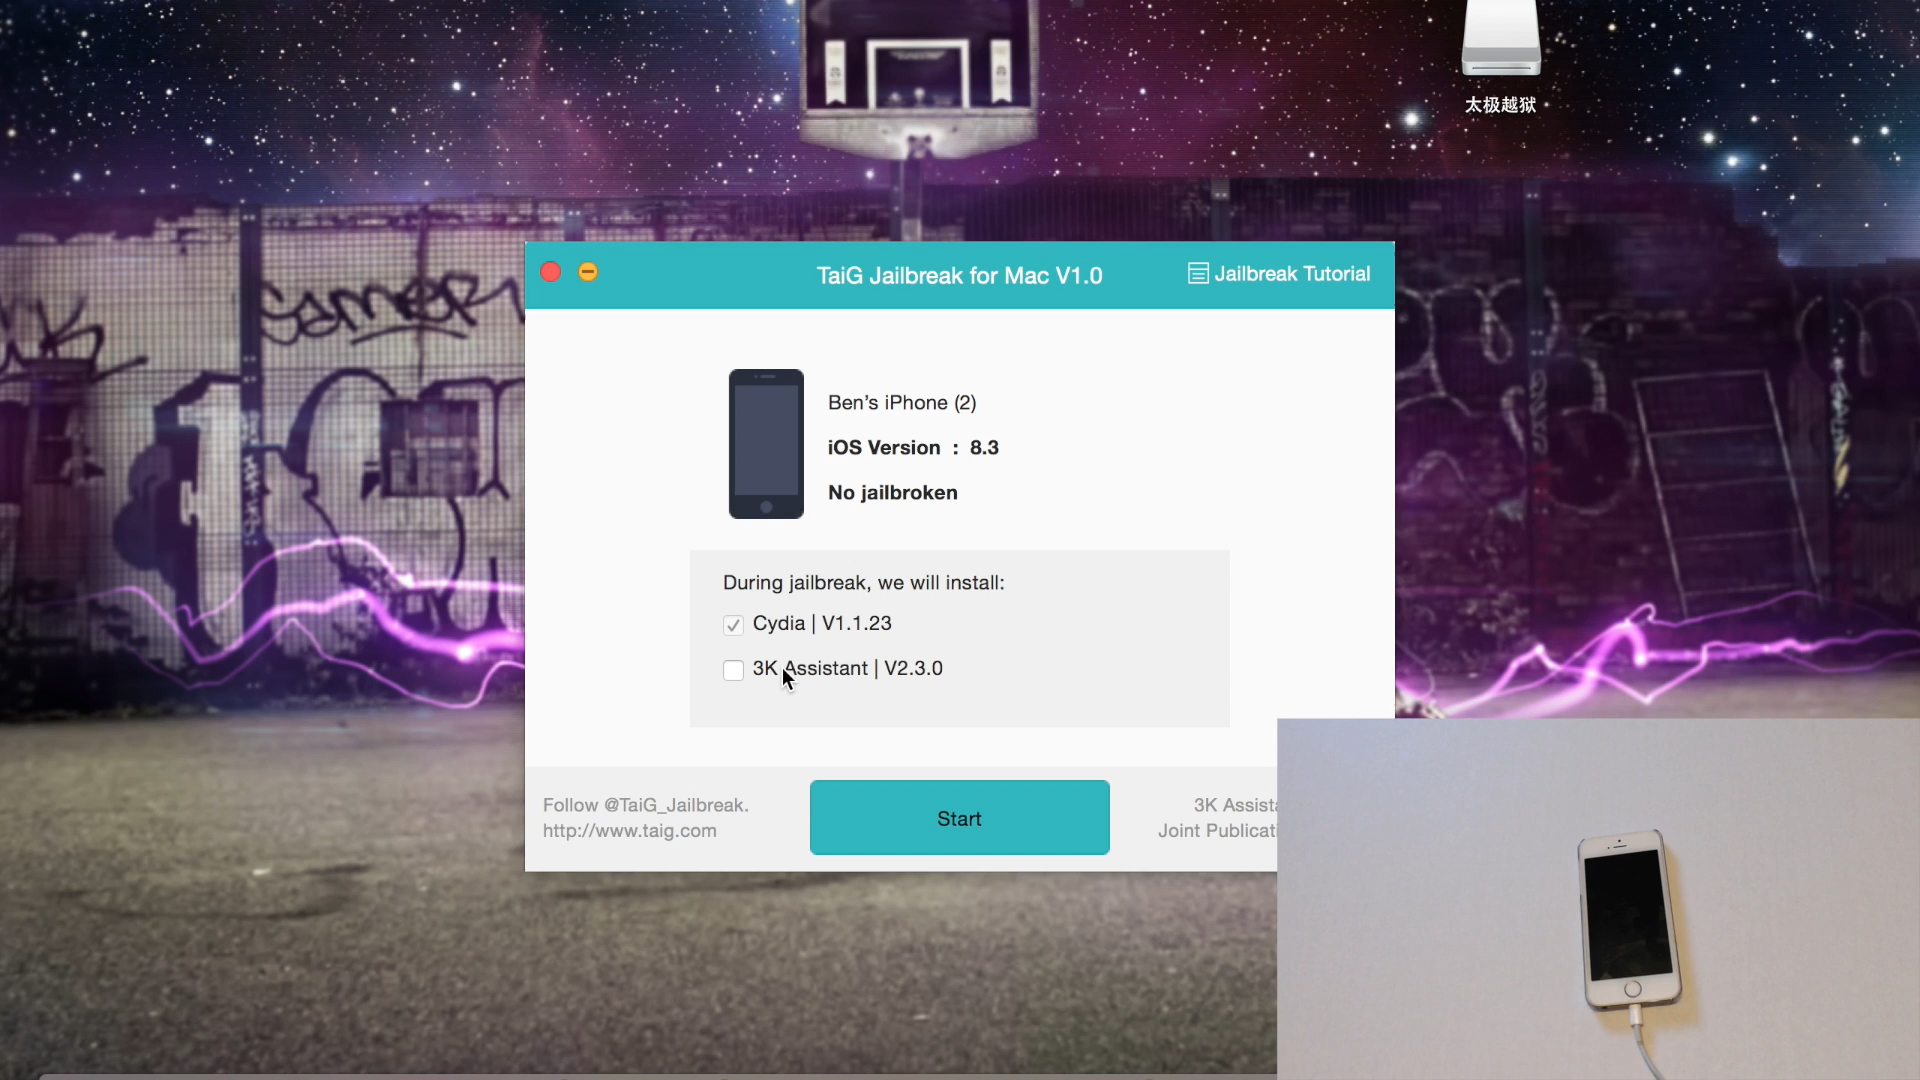 太极越狱
TaiG Jailbreak for Mac V1.0
Jailbreak Tutorial
Ben’s iPhone (2)
iOS Version : 8.3
No jailbroken
During jailbreak, we will install:
Cydia | V1.1.23
3K Assistant | V2.3.0
Follow @TaiG_Jailbreak.
http://www.taig.com
Start
3K Assista
Joint Publicati